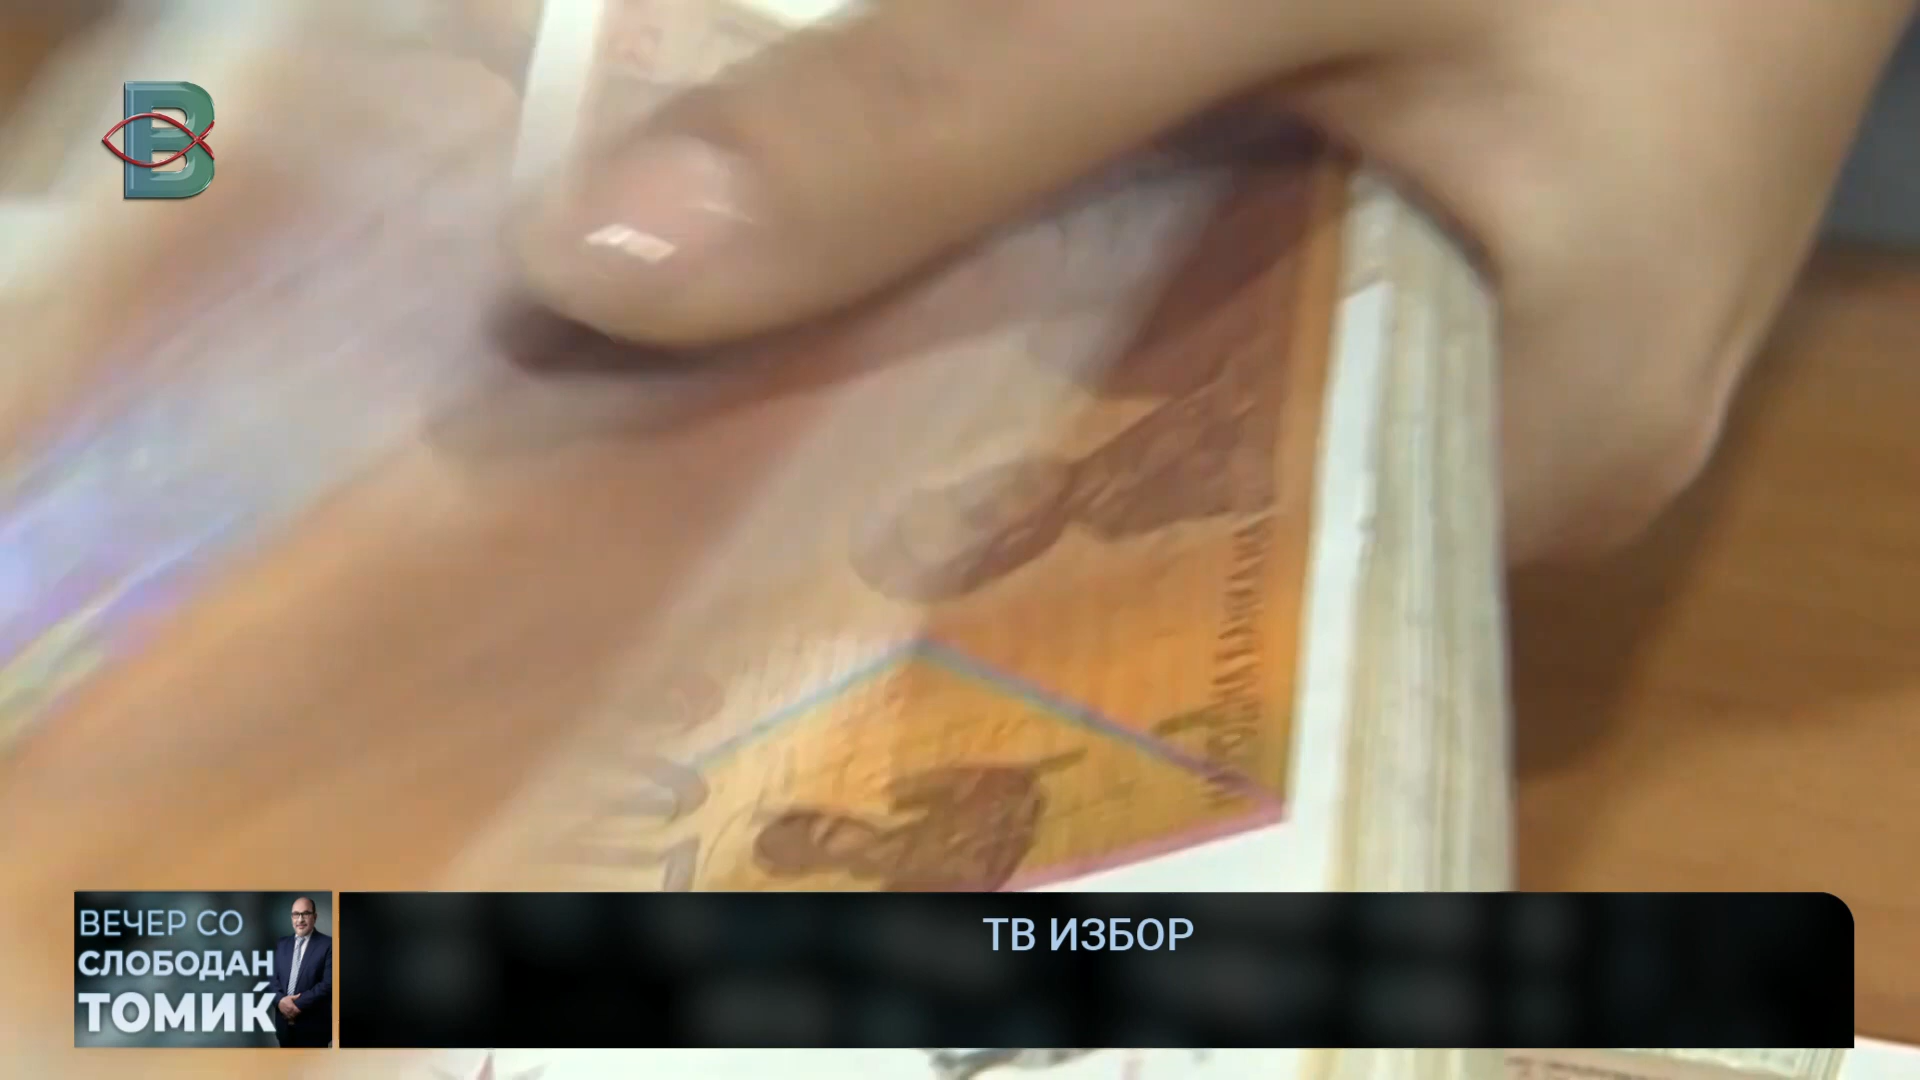 В
ВЕЧЕР СО
СЛОБОДАН
ТОМИЌ
ТВ ИЗБОР